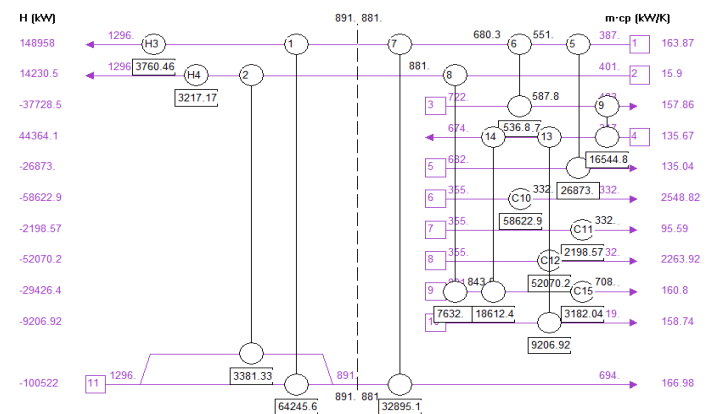 H (kW) 891. 881. m·cp (kW/K)
148958 1296. H3 1 7 680.3 6 551. 5 387. 1 163.87
3760.46
14230.5 1296 H4 2 881. 8 401. 2 15.9
3217.17
-37728.5 3 722. 587.8 9 157.86
44364.1 674. 14 536.8 7. 13 4 135.67
16544.8
-26873. 5 632. 135.04
26873.
-58622.9 6 355. C10 332. 332. 2548.82
58622.9
-2198.57 7 355. C11 332. 95.59
2198.57
-52070.2 8 355. C12 32. 2263.92
52070.2
-29426.4 9 843. C15 708. 160.8
7632. 18612.4 3182.04
-9206.92 19. 158.74
9206.92
3381.33
-100522 11 1296. 891. 694. 166.98
891. 881.
64245.6 32895.1